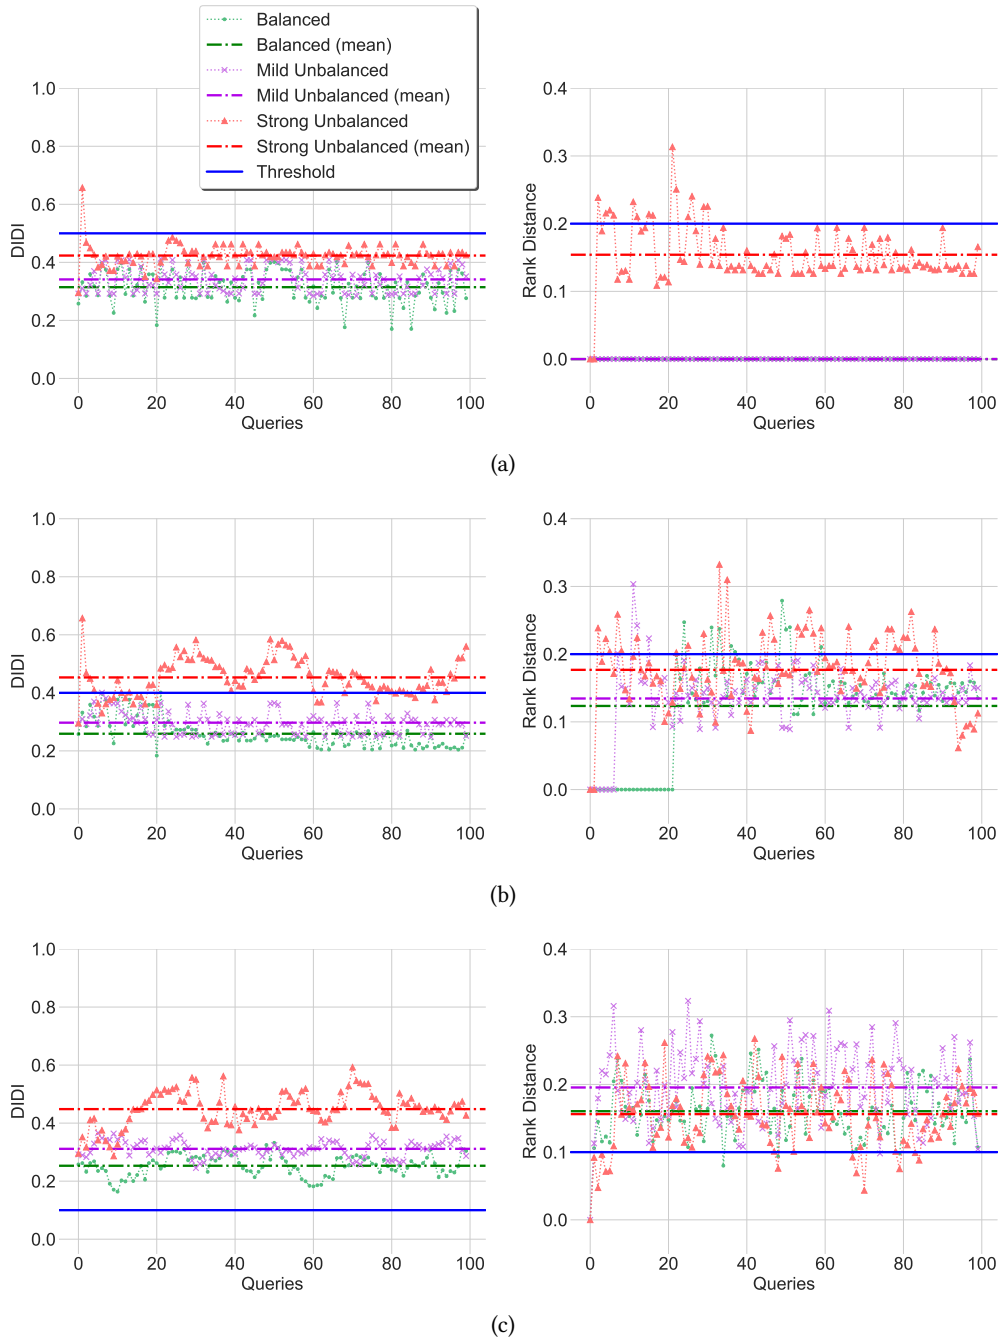 Balanced
Balanced (mean)
Mild Unbalanced
Mild Unbalanced (mean)
Strong Unbalanced
Strong Unbalanced (mean)
Threshold
1.0
0.8
0.6
0.4
0.2
0.0
DIDI
0 20 40 60 80 100
Queries
0.4
0.3
0.2
0.1
0.0
Rank Distance
0 20 40 60 80 100
Queries
(a)
1.0
0.8
0.6
0.4
0.2
0.0
DIDI
0 20 40 60 80 100
Queries
0.4
0.3
0.2
0.1
0.0
Rank Distance
0 20 40 60 80 100
Queries
(b)
1.0
0.8
0.6
0.4
0.2
0.0
DIDI
0 20 40 60 80 100
Queries
0.4
0.3
0.2
0.1
0.0
Rank Distance
0 20 40 60 80 100
Queries
(c)